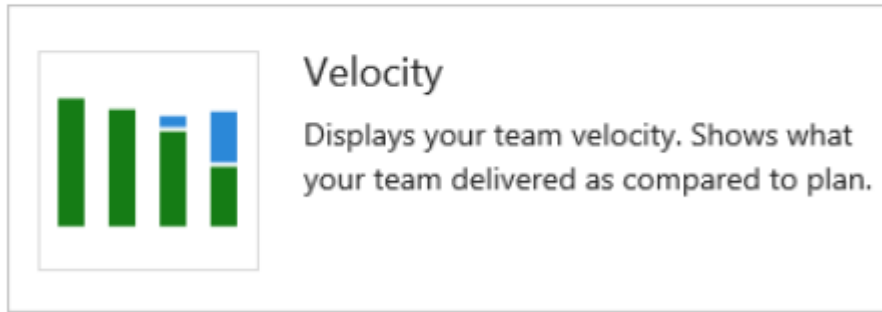 Velocity
Displays your team velocity. Shows what
your team delivered as compared to plan.